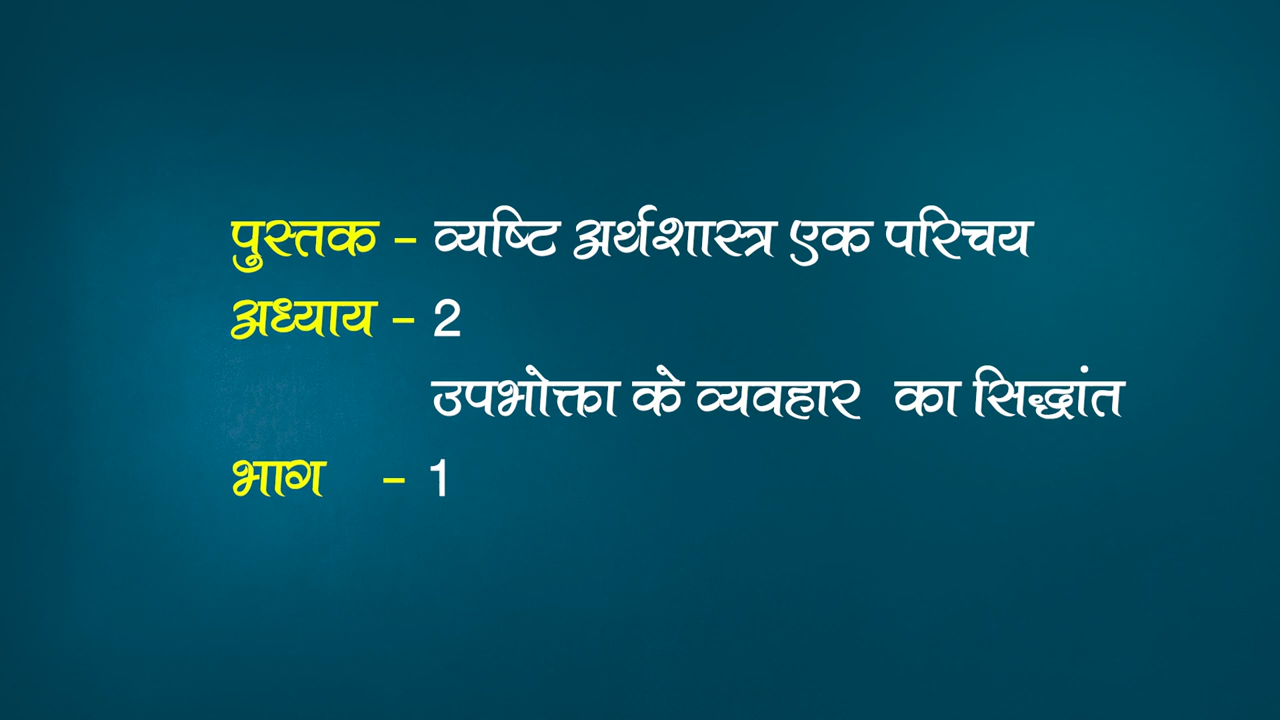 पुस्तक - व्यष्टि अर्थशास्त्र एक परिचय
अध्याय - 2
उपभोक्ता के व्यवहार का सिद्धांत
भाग - 1